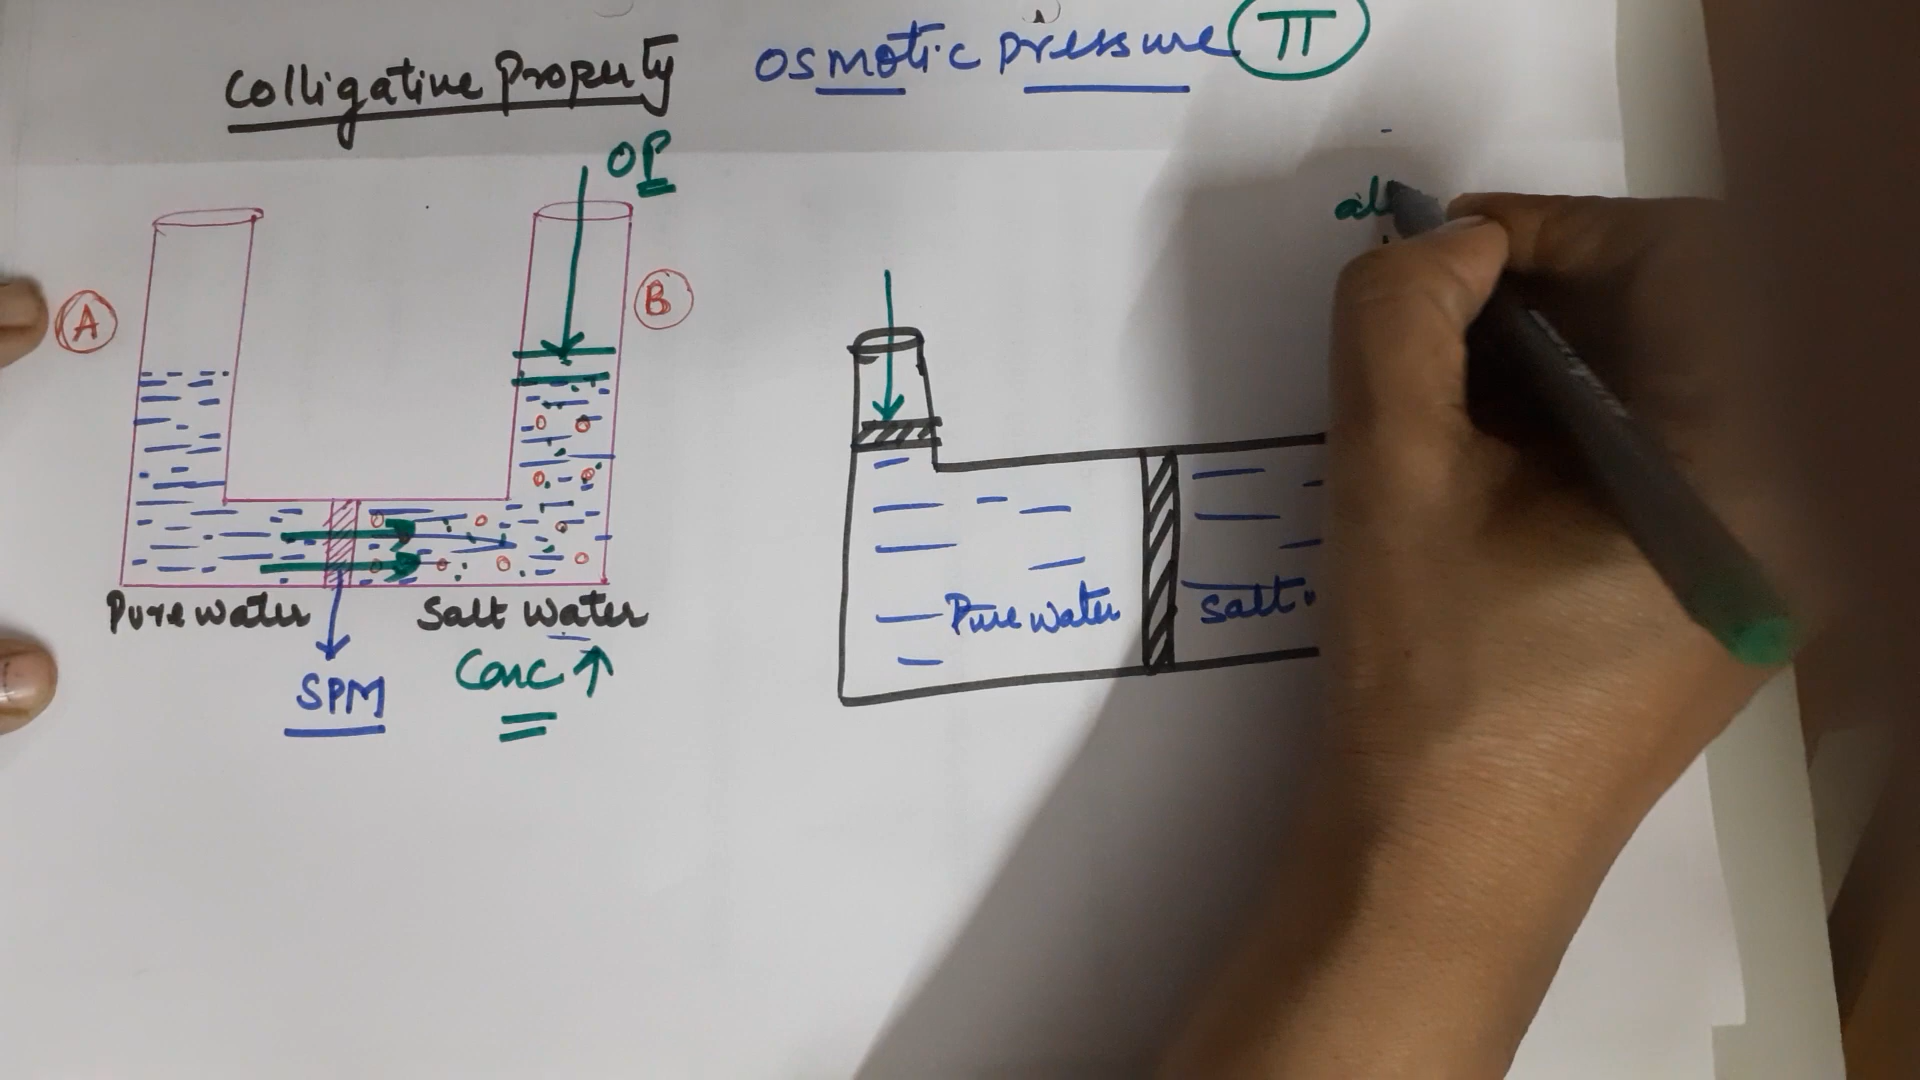 Colligative Property osmotic pressure π
OP
A
B
Pure water
Salt water
SPM
Conc ↑
Pure water
Salt